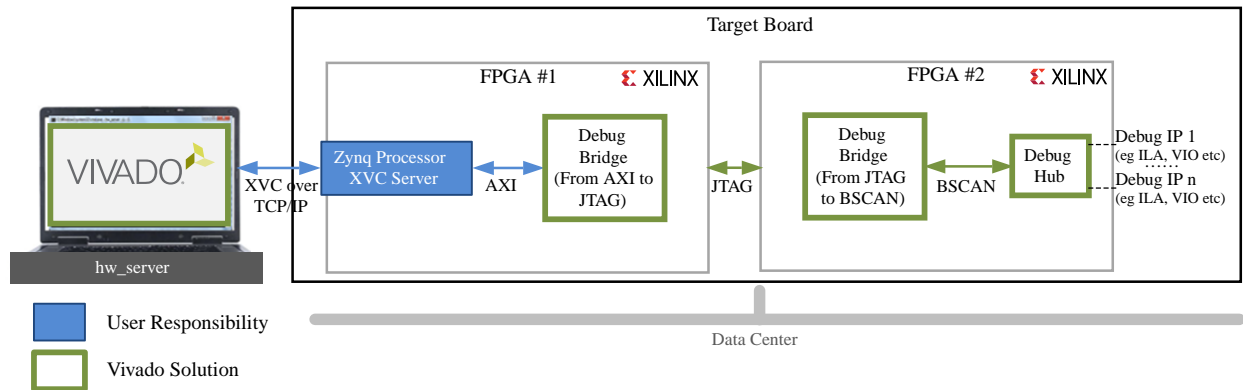 Target Board
FPGA #1
XILINX
FPGA #2
XILINX
VIVADO
XVC over
TCP/IP
Zynq Processor
XVC Server
AXI
Debug
Bridge
(From AXI to
JTAG)
JTAG
Debug
Bridge
(From JTAG
to BSCAN)
BSCAN
Debug
Hub
Debug IP 1
(eg ILA, VIO etc)
......
Debug IP n
(eg ILA, VIO etc)
hw_server
User Responsibility
Vivado Solution
Data Center